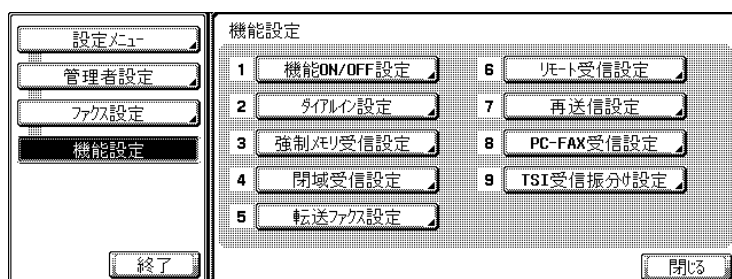 設定メニュー
管理者設定
ファクス設定
機能設定
終了
機能設定
1 機能ON/OFF設定
2 ダイアルイン設定
3 強制メモリ受信設定
4 閉域受信設定
5 転送ファクス設定
6 リモート受信設定
7 再送信設定
8 PC-FAX受信設定
9 TSI受信振分け設定
閉じる